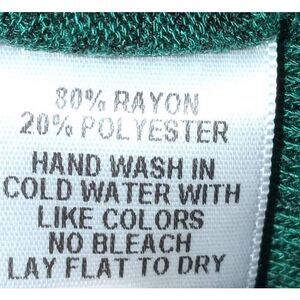 80% RAYON
20% POLYESTER
HAND WASH IN
COLD WATER WITH
LIKE COLORS
NO BLEACH
LAY FLAT TO DRY